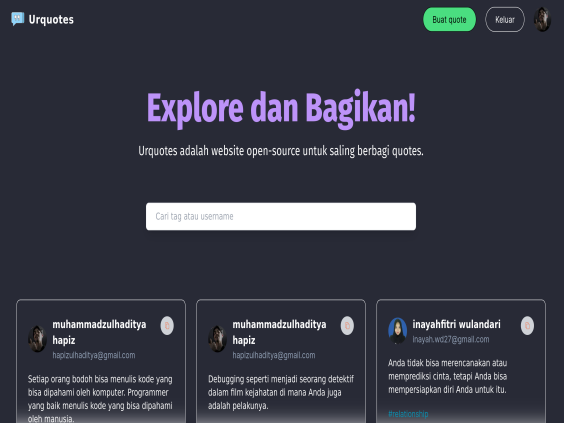 Urquotes
Buat quote
Keluar
Explore dan Bagikan!
Urquotes adalah website open-source untuk saling berbagi quotes.
Cari tag atau username
muhammadzulhaditya
hapiz
hapizulhaditya@gmail.com
Setiap orang bodoh bisa menulis kode yang
bisa dipahami oleh komputer. Programmer
yang baik menulis kode yang bisa dipahami
oleh manusia.
muhammadzulhaditya
hapiz
hapizulhaditya@gmail.com
Debugging seperti menjadi seorang detektif
dalam film kejahatan di mana Anda juga
adalah pelakunya.
inayahfitri wulandari
inayah.wd27@gmail.com
Anda tidak bisa merencanakan atau
memprediksi cinta, tetapi Anda bisa
mempersiapkan diri Anda untuk itu.
#relationship